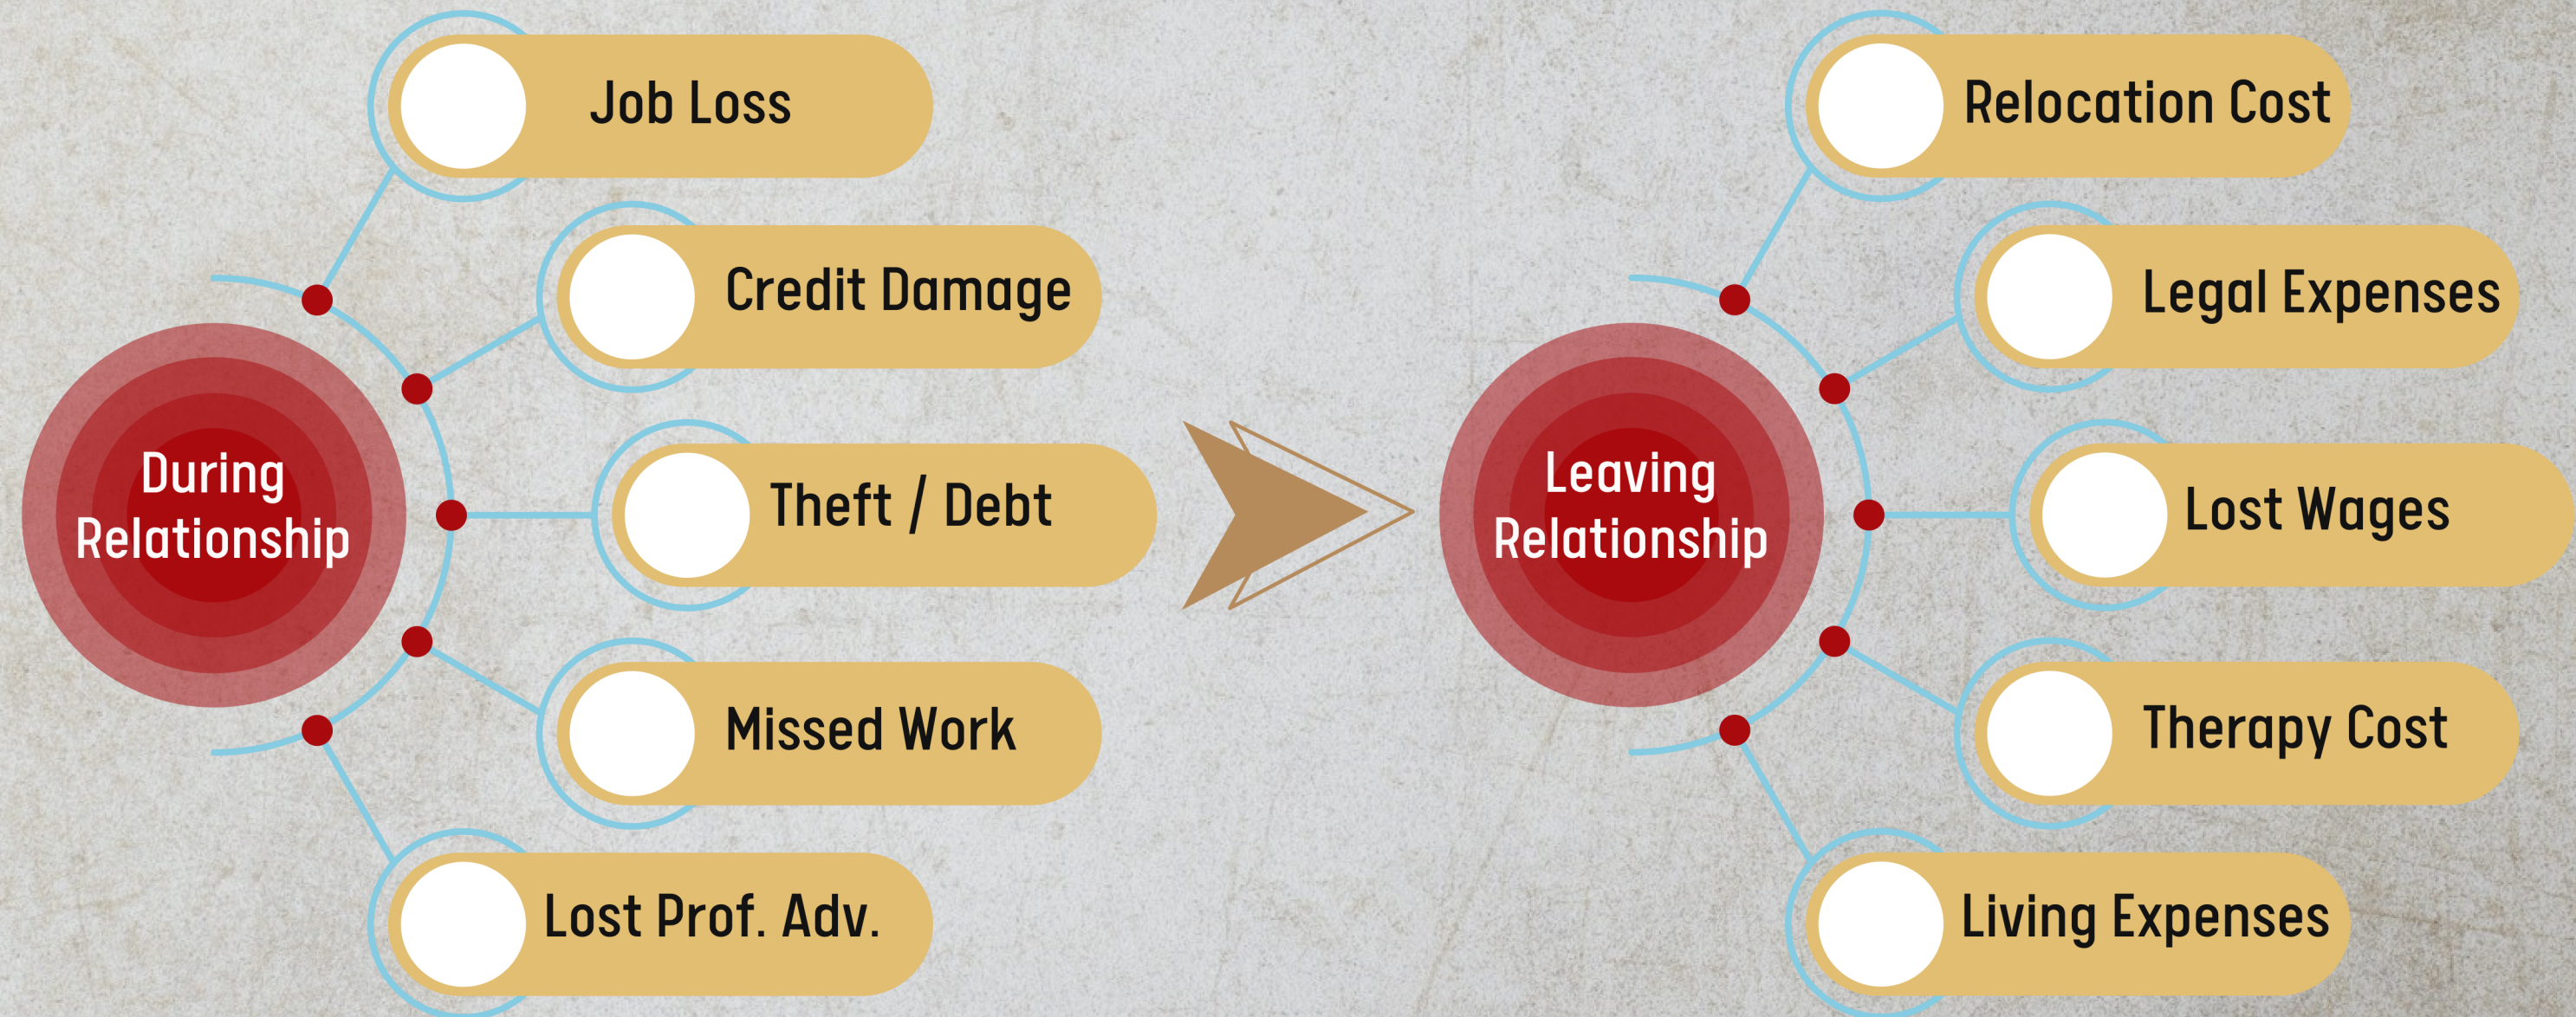 During
Relationship
Job Loss
Credit Damage
Theft / Debt
Missed Work
Lost Prof. Adv.
Leaving
Relationship
Relocation Cost
Legal Expenses
Lost Wages
Therapy Cost
Living Expenses